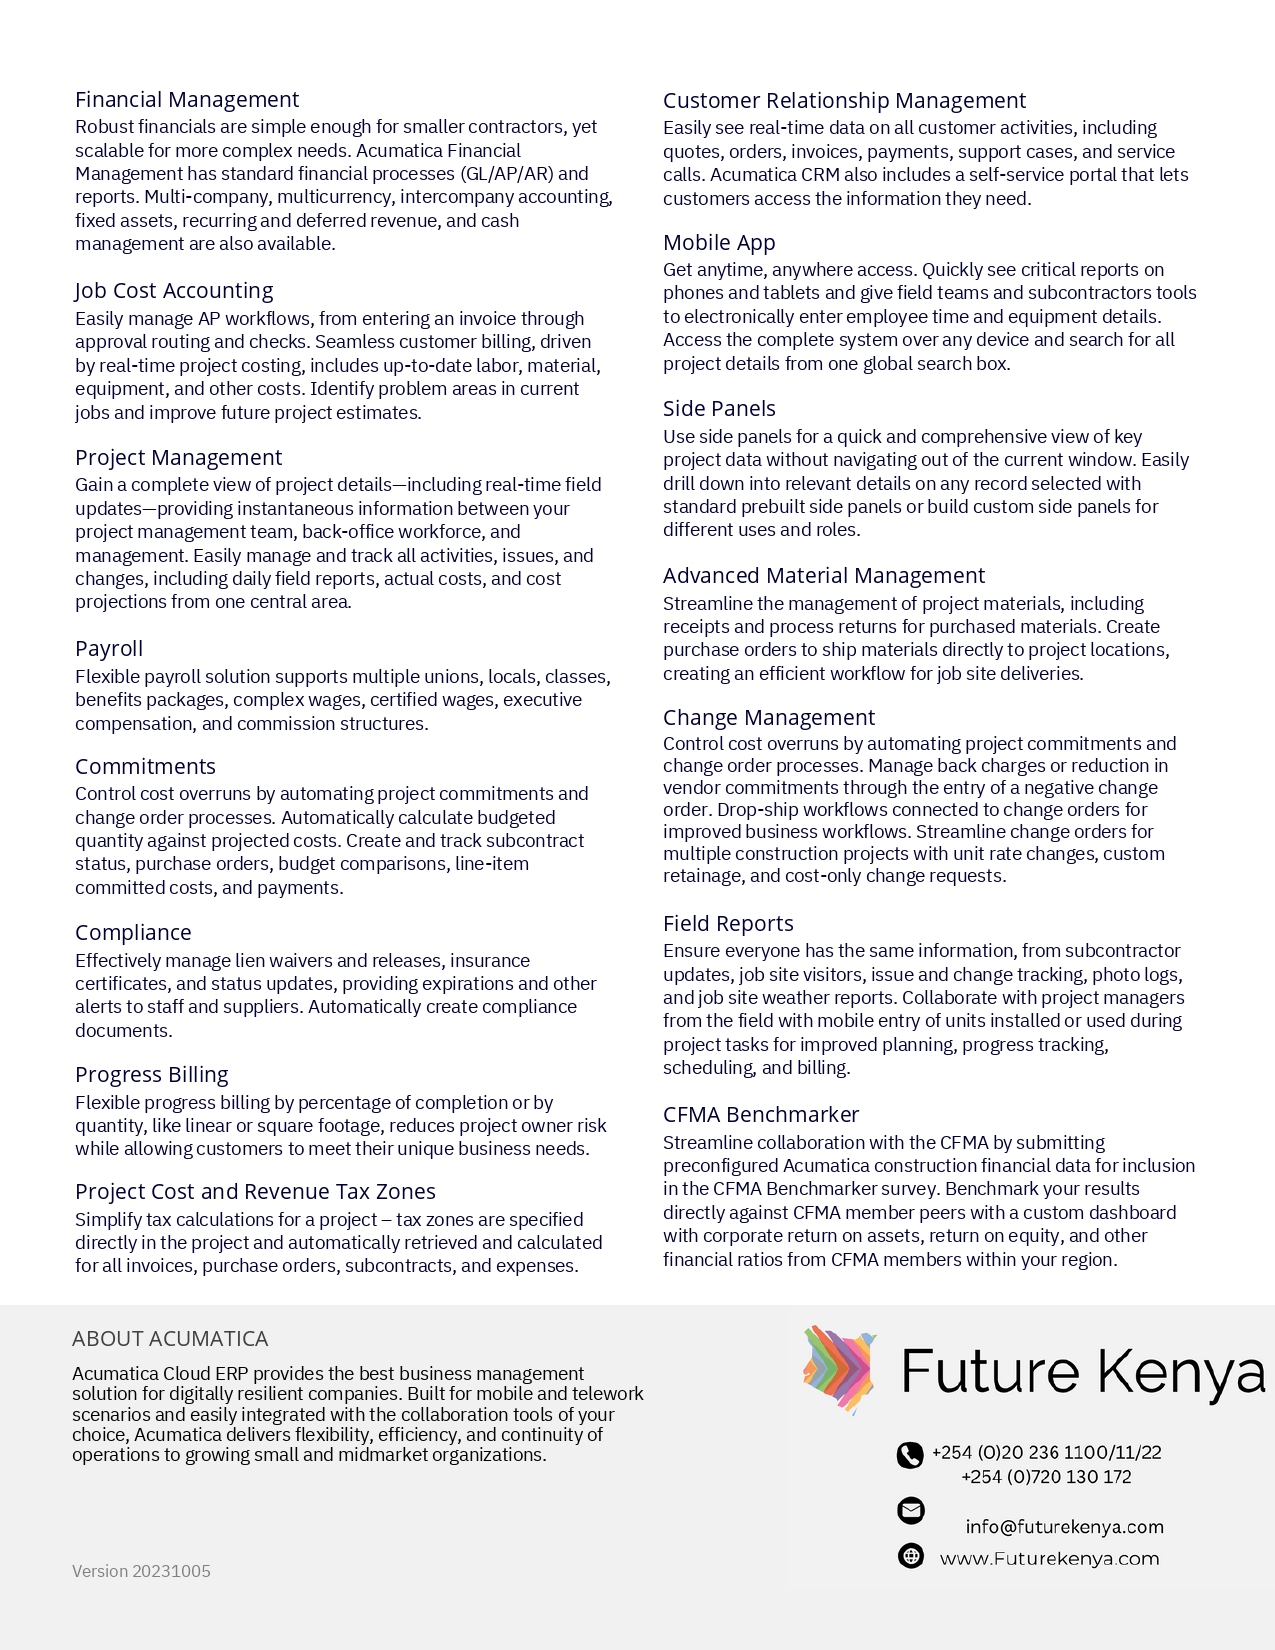 Financial Management
Robust financials are simple enough for smaller contractors, yet
scalable for more complex needs. Acumatica Financial
Management has standard financial processes (GL/AP/AR) and
reports. Multi-company, multicurrency, intercompany accounting,
fixed assets, recurring and deferred revenue, and cash
management are also available.
Job Cost Accounting
Easily manage AP workflows, from entering an invoice through
approval routing and checks. Seamless customer billing, driven
by real-time project costing, includes up-to-date labor, material,
equipment, and other costs. Identify problem areas in current
jobs and improve future project estimates.
Project Management
Gain a complete view of project details—including real-time field
updates—providing instantaneous information between your
project management team, back-office workforce, and
management. Easily manage and track all activities, issues, and
changes, including daily field reports, actual costs, and cost
projections from one central area.
Payroll
Flexible payroll solution supports multiple unions, locals, classes,
benefits packages, complex wages, certified wages, executive
compensation, and commission structures.
Commitments
Control cost overruns by automating project commitments and
change order processes. Automatically calculate budgeted
quantity against projected costs. Create and track subcontract
status, purchase orders, budget comparisons, line-item
committed costs, and payments.
Compliance
Effectively manage lien waivers and releases, insurance
certificates, and status updates, providing expirations and other
alerts to staff and suppliers. Automatically create compliance
documents.
Progress Billing
Flexible progress billing by percentage of completion or by
quantity, like linear or square footage, reduces project owner risk
while allowing customers to meet their unique business needs.
Project Cost and Revenue Tax Zones
Simplify tax calculations for a project – tax zones are specified
directly in the project and automatically retrieved and calculated
for all invoices, purchase orders, subcontracts, and expenses.
Customer Relationship Management
Easily see real-time data on all customer activities, including
quotes, orders, invoices, payments, support cases, and service
calls. Acumatica CRM also includes a self-service portal that lets
customers access the information they need.
Mobile App
Get anytime, anywhere access. Quickly see critical reports on
phones and tablets and give field teams and subcontractors tools
to electronically enter employee time and equipment details.
Access the complete system over any device and search for all
project details from one global search box.
Side Panels
Use side panels for a quick and comprehensive view of key
project data without navigating out of the current window. Easily
drill down into relevant details on any record selected with
standard prebuilt side panels or build custom side panels for
different uses and roles.
Advanced Material Management
Streamline the management of project materials, including
receipts and process returns for purchased materials. Create
purchase orders to ship materials directly to project locations,
creating an efficient workflow for job site deliveries.
Change Management
Control cost overruns by automating project commitments and
change order processes. Manage back charges or reduction in
vendor commitments through the entry of a negative change
order. Drop-ship workflows connected to change orders for
improved business workflows. Streamline change orders for
multiple construction projects with unit rate changes, custom
retainage, and cost-only change requests.
Field Reports
Ensure everyone has the same information, from subcontractor
updates, job site visitors, issue and change tracking, photo logs,
and job site weather reports. Collaborate with project managers
from the field with mobile entry of units installed or used during
project tasks for improved planning, progress tracking,
scheduling, and billing.
CFMA Benchmarker
Streamline collaboration with the CFMA by submitting
preconfigured Acumatica construction financial data for inclusion
in the CFMA Benchmarker survey. Benchmark your results
directly against CFMA member peers with a custom dashboard
with corporate return on assets, return on equity, and other
financial ratios from CFMA members within your region.
ABOUT ACUMATICA
Acumatica Cloud ERP provides the best business management
solution for digitally resilient companies. Built for mobile and telework
scenarios and easily integrated with the collaboration tools of your
choice, Acumatica delivers flexibility, efficiency, and continuity of
operations to growing small and midmarket organizations.
Version 20231005
Future Kenya
+254 (0)20 236 1100/11/22
+254 (0)720 130 172
info@futurekenya.com
www.Futurekenya.com